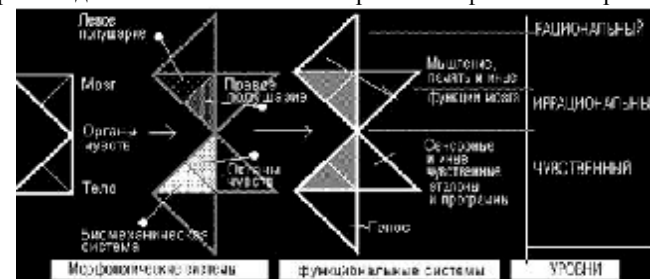 Левое
полушарие
Мозг
Правое
полушарие
Органы
чувств
Тело
Органы
чувств
Биомеханическая
система
Мышление,
память и иные
функции мозга
Сенсорные
и иные
чувственные
эталоны
и программы
Голос
РАЦИОНАЛЬНЫЙ
ИРРАЦИОНАЛЬНЫЙ
ЧУВСТВЕННЫЙ
Морфологические системы
функциональные системы
УРОВНИ